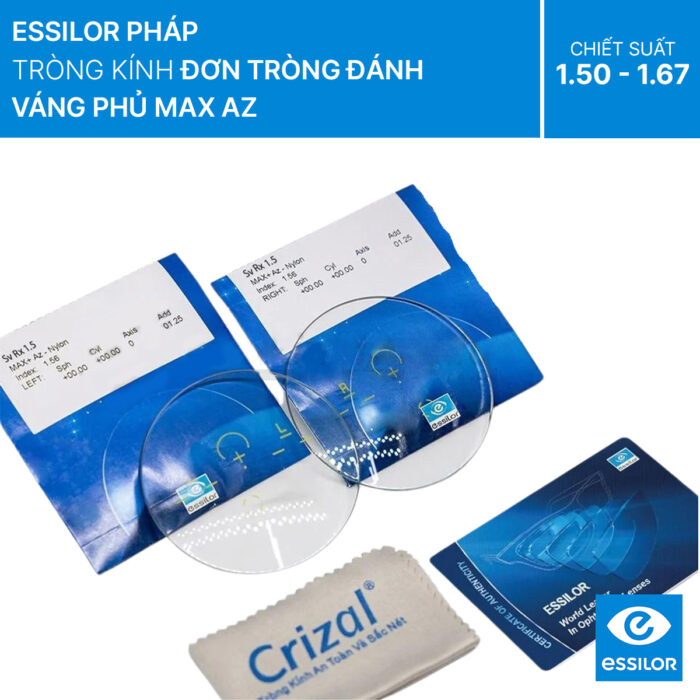 ESSILOR PHÁP
TRÒNG KÍNH ĐƠN TRÒNG ĐÁNH
VÁNG PHỦ MAX AZ
CHIẾT SUẤT
1.50 - 1.67
Sv Rx 1.5
MAX+ Az - Nylon
Index: 1.56
Sph Cyl Axis Add
LEFT: +00.00 +00.00 0 01.25
Sv Rx 1.5
MAX+ Az - Nylon
Index: 1.56
Sph Cyl Axis Add
RIGHT: +00.00 +00.00 0 01.25
L
R
essilor
essilor
essilor
CERTIFICATE OF AUTHENTICITY
ESSILOR
World
In
Lenses
Crizal®
Tròng Kính An Toàn Và Sắc Nét
essilor